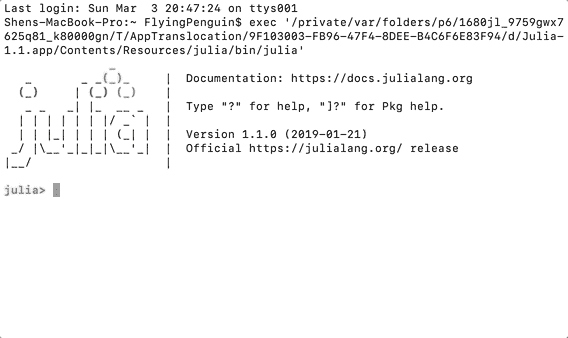 Last login: Sun Mar  3 20:47:24 on ttys001
Shens-MacBook-Pro:~ FlyingPenguin$ exec '/private/var/folders/p6/1680jl_9759gwx7
625q81_k80000gn/T/AppTranslocation/9F103003-FB96-47F4-8DEE-B4C6F6E83F94/d/Julia-
1.1.app/Contents/Resources/julia/bin/julia'
               _
   _       _ _(_)_     |  Documentation: https://docs.julialang.org
  (_)     | (_) (_)    |
   _ _   _| |_  __ _   |  Type "?" for help, "]?" for Pkg help.
  | | | | | | |/ _` |  |
  | | |_| | | | (_| |  |  Version 1.1.0 (2019-01-21)
 _/ |\__'_|_|_|\__'_|  |  Official https://julialang.org/ release
|__/                   |
julia>